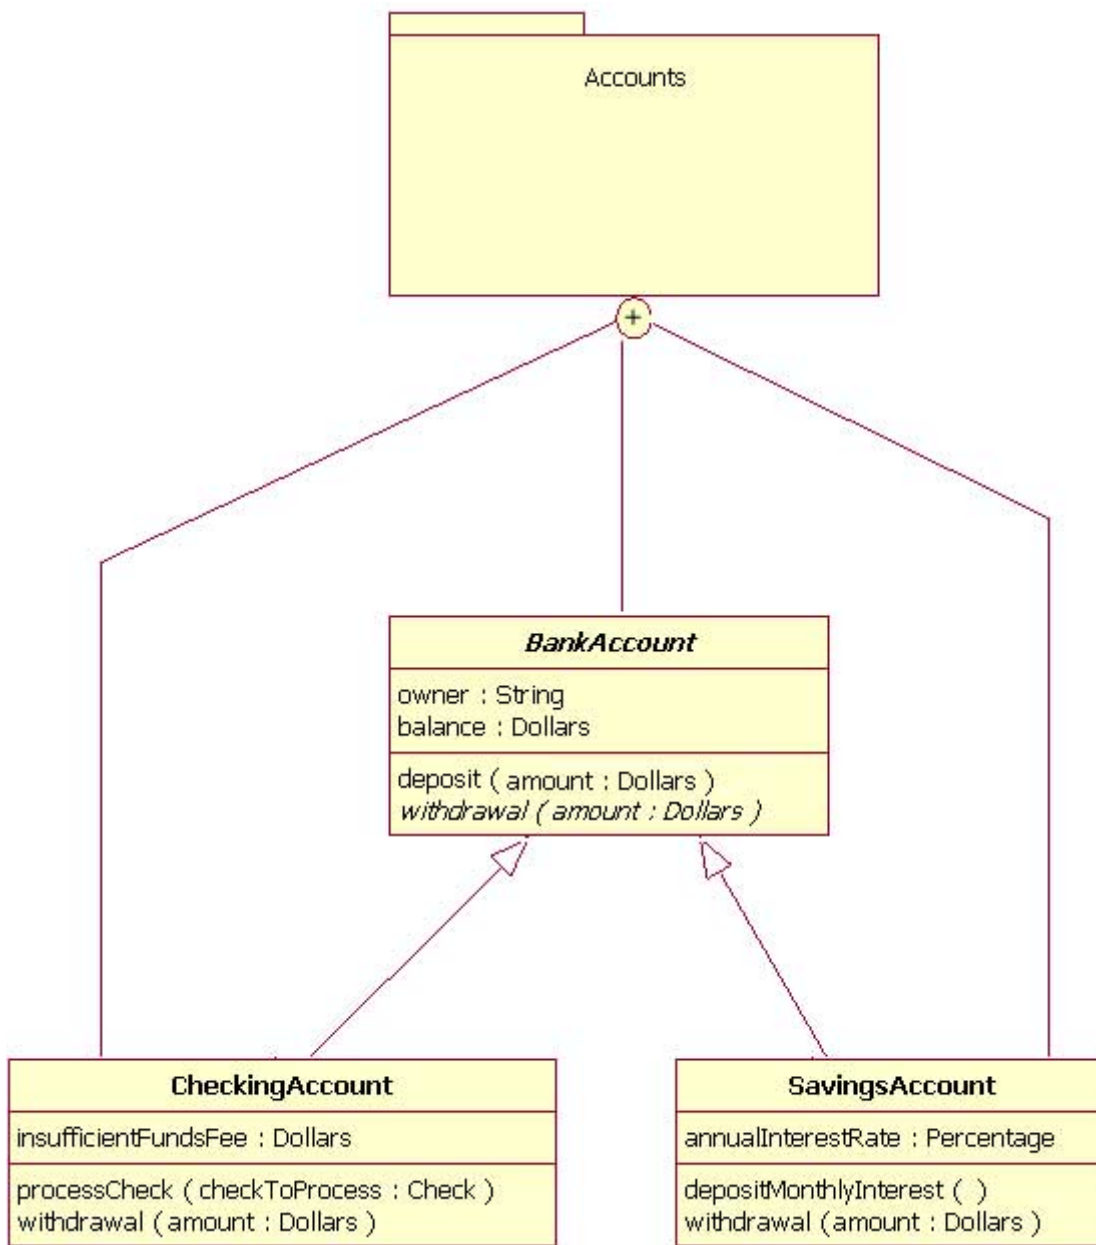 Accounts
+
BankAccount
owner : String
balance : Dollars
deposit ( amount : Dollars )
withdrawal ( amount : Dollars )
CheckingAccount
insufficientFundsFee : Dollars
processCheck ( checkToProcess : Check )
withdrawal ( amount : Dollars )
SavingsAccount
annualInterestRate : Percentage
depositMonthlyInterest ( )
withdrawal ( amount : Dollars )